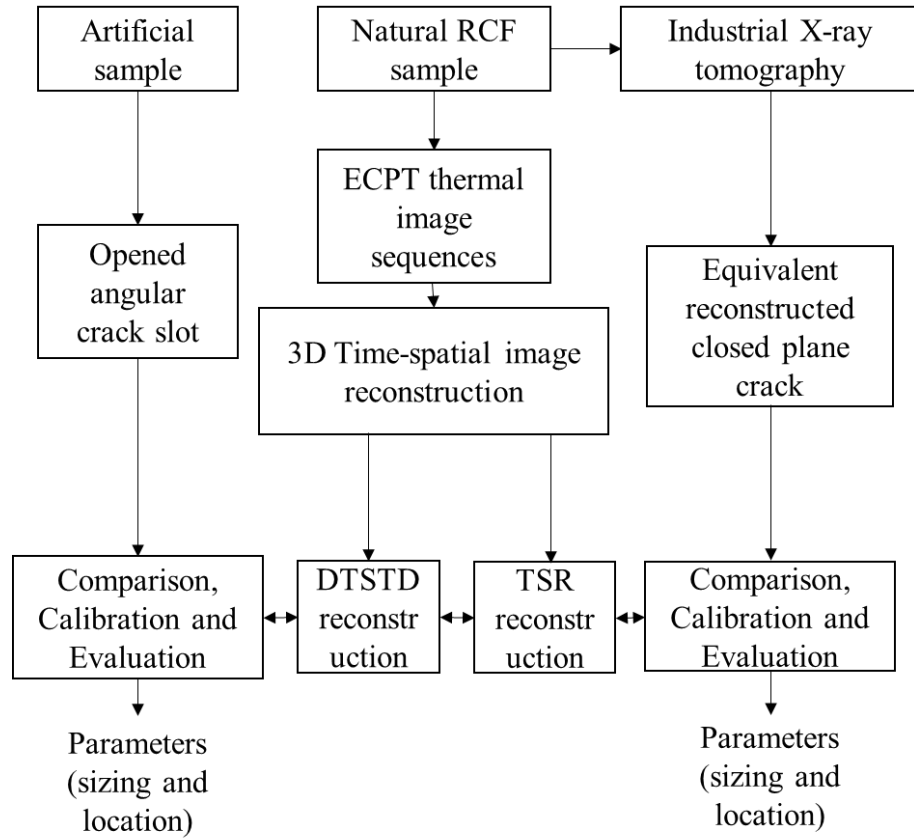 Artificial
sample
Natural RCF
sample
Industrial X-ray
tomography
ECPT thermal
image
sequences
Opened
angular
crack slot
Equivalent
reconstructed
closed plane
crack
3D Time-spatial image
reconstruction
Comparison,
Calibration and
Evaluation
DTSTD
reconstr
uction
TSR
reconstr
uction
Comparison,
Calibration and
Evaluation
Parameters
(sizing and
location)
Parameters
(sizing and
location)